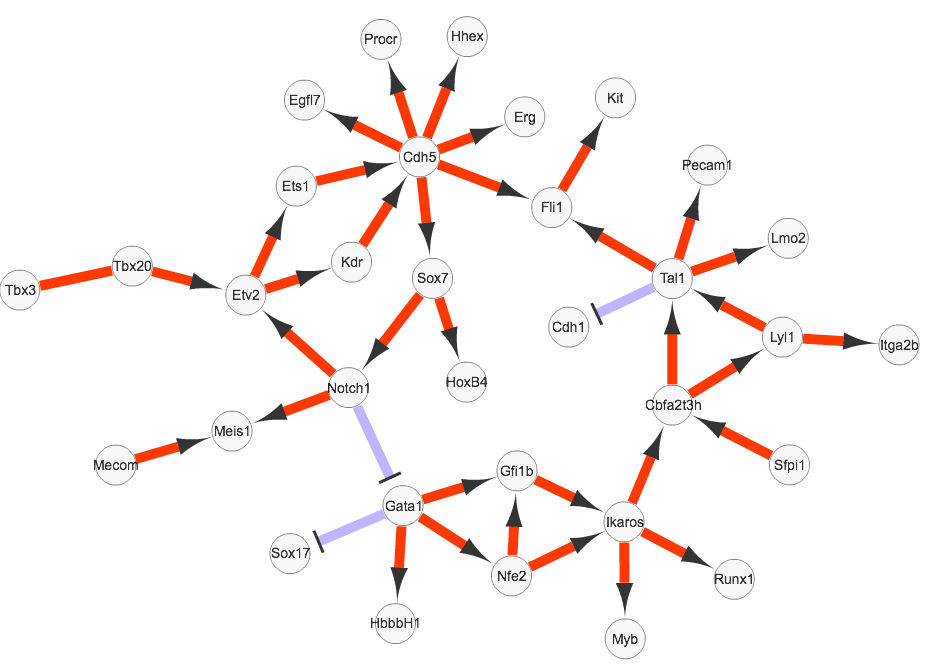 Procr
Hhex
Egfl7
Kit
Erg
Cdh5
Pecam1
Ets1
Fli1
Lmo2
Tbx20
Kdr
Tbx3
Etv2
Sox7
Tal1
Cdh1
Lyl1
Itga2b
HoxB4
Notch1
Cbfa2t3h
Meis1
Mecom
Sfpi1
Gfi1b
Gata1
Ikaros
Sox17
Nfe2
Runx1
HbbbH1
Myb